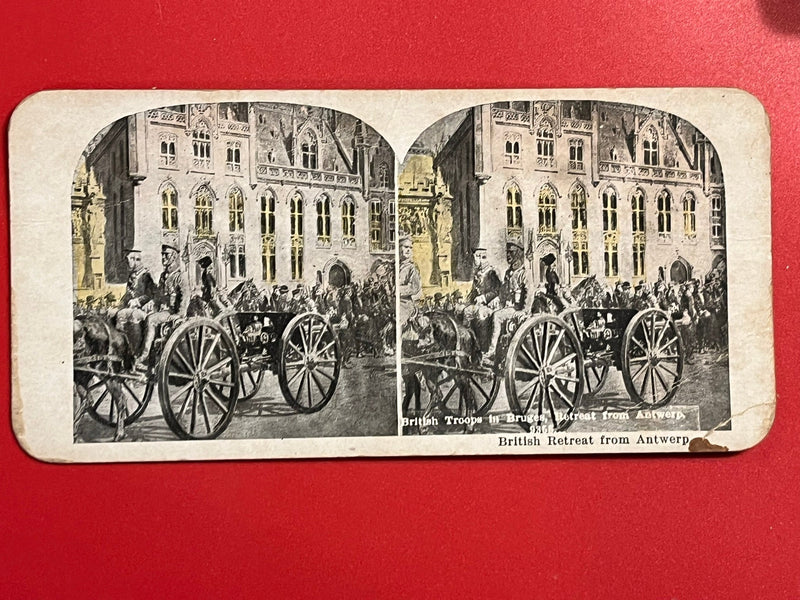 British Troops in Bruges, Retreat from Antwerp,
British Retreat from Antwerp